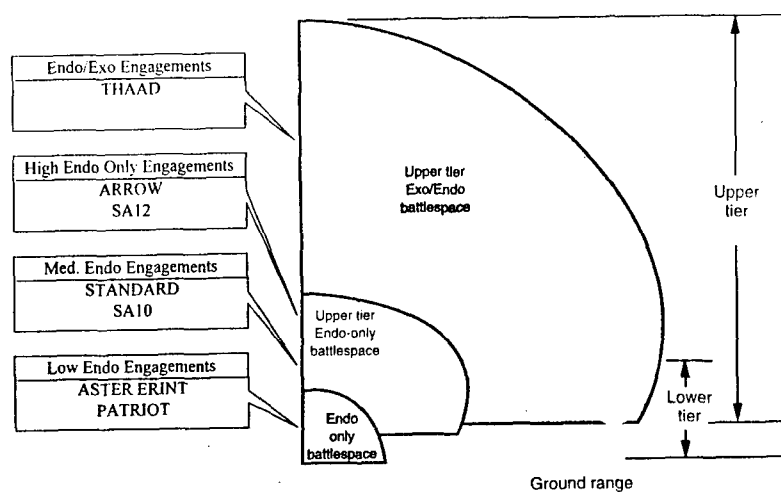 Endo/Exo Engagements
THAAD
High Endo Only Engagements
ARROW
SA12
Med. Endo Engagements
STANDARD
SA10
Low Endo Engagements
ASTER ERINT
PATRIOT
Upper tier
Exo/Endo
battlespace
Upper tier
Endo-only
battlespace
Endo
only
battlespace
Upper
tier
Lower
tier
Ground range